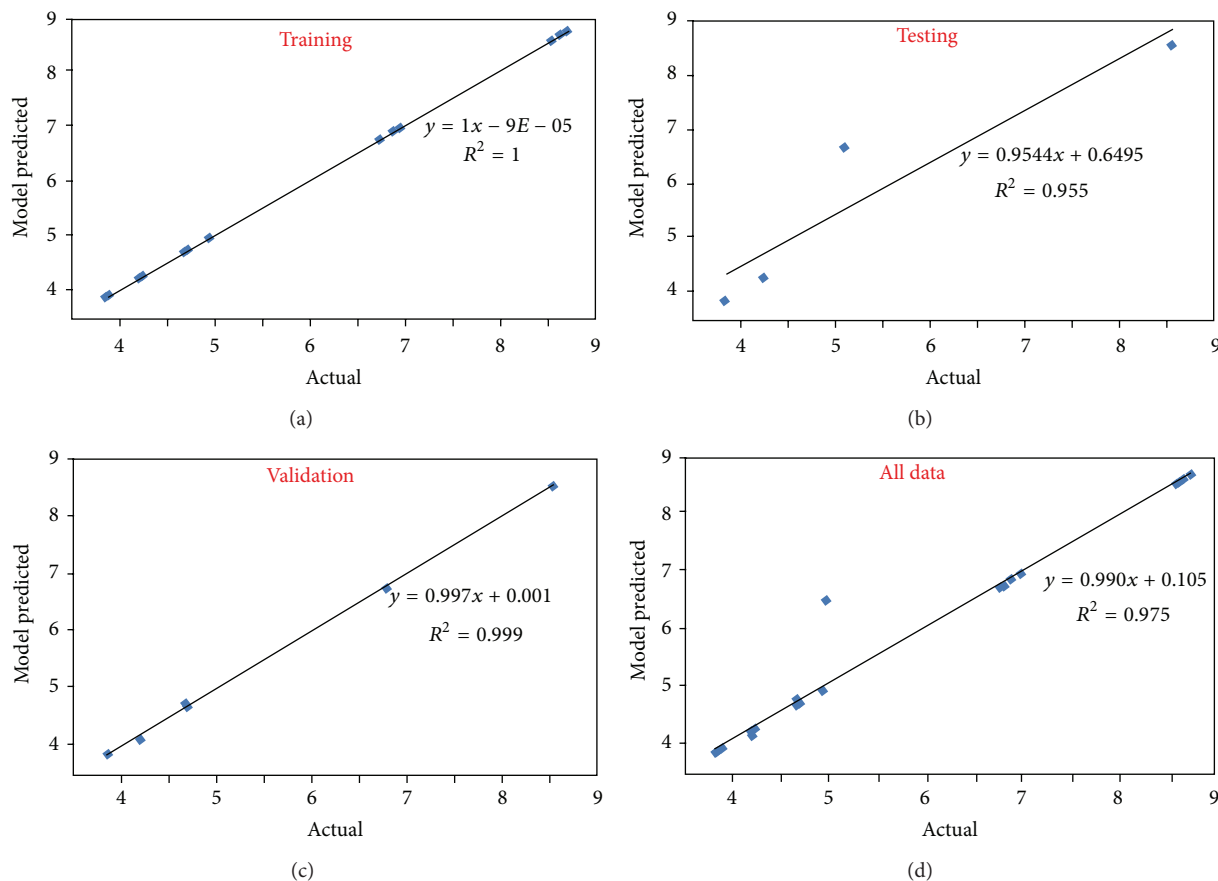 Training
Model predicted
9
8
7
6
5
4
y = 1x − 9E − 05
R² = 1
4 5 7 8 9
Actual
(a)
Testing
Model predicted
9
8
7
6
5
4
y = 0.9544x + 0.6495
R² = 0.955
4 5 6 7 8 9
Actual
(b)
Validation
Model predicted
9
8
7
6
5
4
y = 0.997x + 0.001
R² = 0.999
4 5 6 7 8 9
Actual
(c)
All data
Model predicted
9
8
7
6
5
4
y = 0.990x + 0.105
R² = 0.975
4 5 6 7 8 9
Actual
(d)